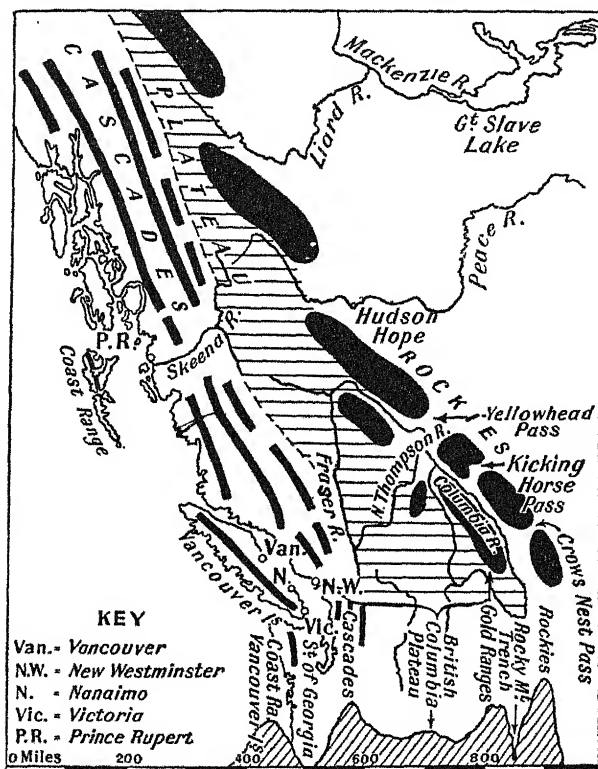 Mackenzie R.
Gt. Slave
Lake
Liard R.
CASCADES
PLATEAU
Peace R.
Hudson
Hope
ROCKIES
P.R.
Skeena R.
Coast Range
Yellowhead
Pass
Kicking
Horse
Pass
Crows Nest Pass
N. Thompson R.
Columbia R.
Fraser R.
Van.
N.
N.W.
Vic.
Vancouver Is.
KEY
Van. = Vancouver
N.W. = New Westminster
N. = Nanaimo
Vic. = Victoria
P.R. = Prince Rupert
Coast Ra.
Vancouver Is.
St. of Georgia
Cascades
British
Columbia
Plateau
Gold Ranges
Rocky Mt.
Trench
Rockies
0 Miles 200 400 600 800